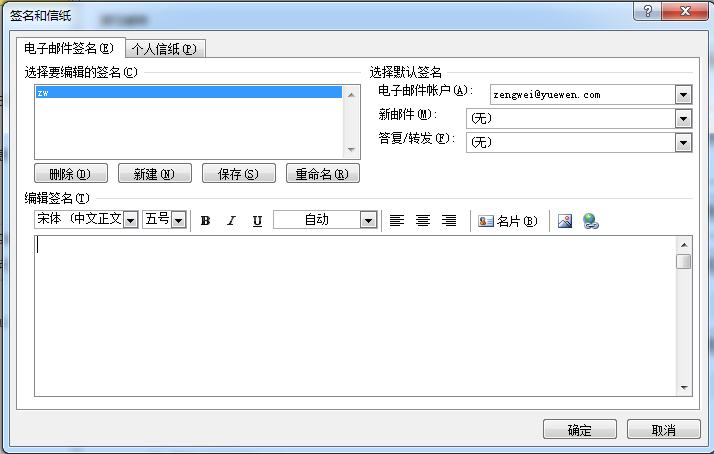 签名和信纸
电子邮件签名(E) 个人信纸(P)
选择要编辑的签名(C)
zw
删除(D) 新建(N) 保存(S) 重命名(R)
选择默认签名
电子邮件帐户(A): zengwei@yuewen.com
新邮件(M): (无)
答复/转发(F): (无)
编辑签名(T)
宋体 (中文正文 五号 B I U 自动 名片(B)
确定 取消